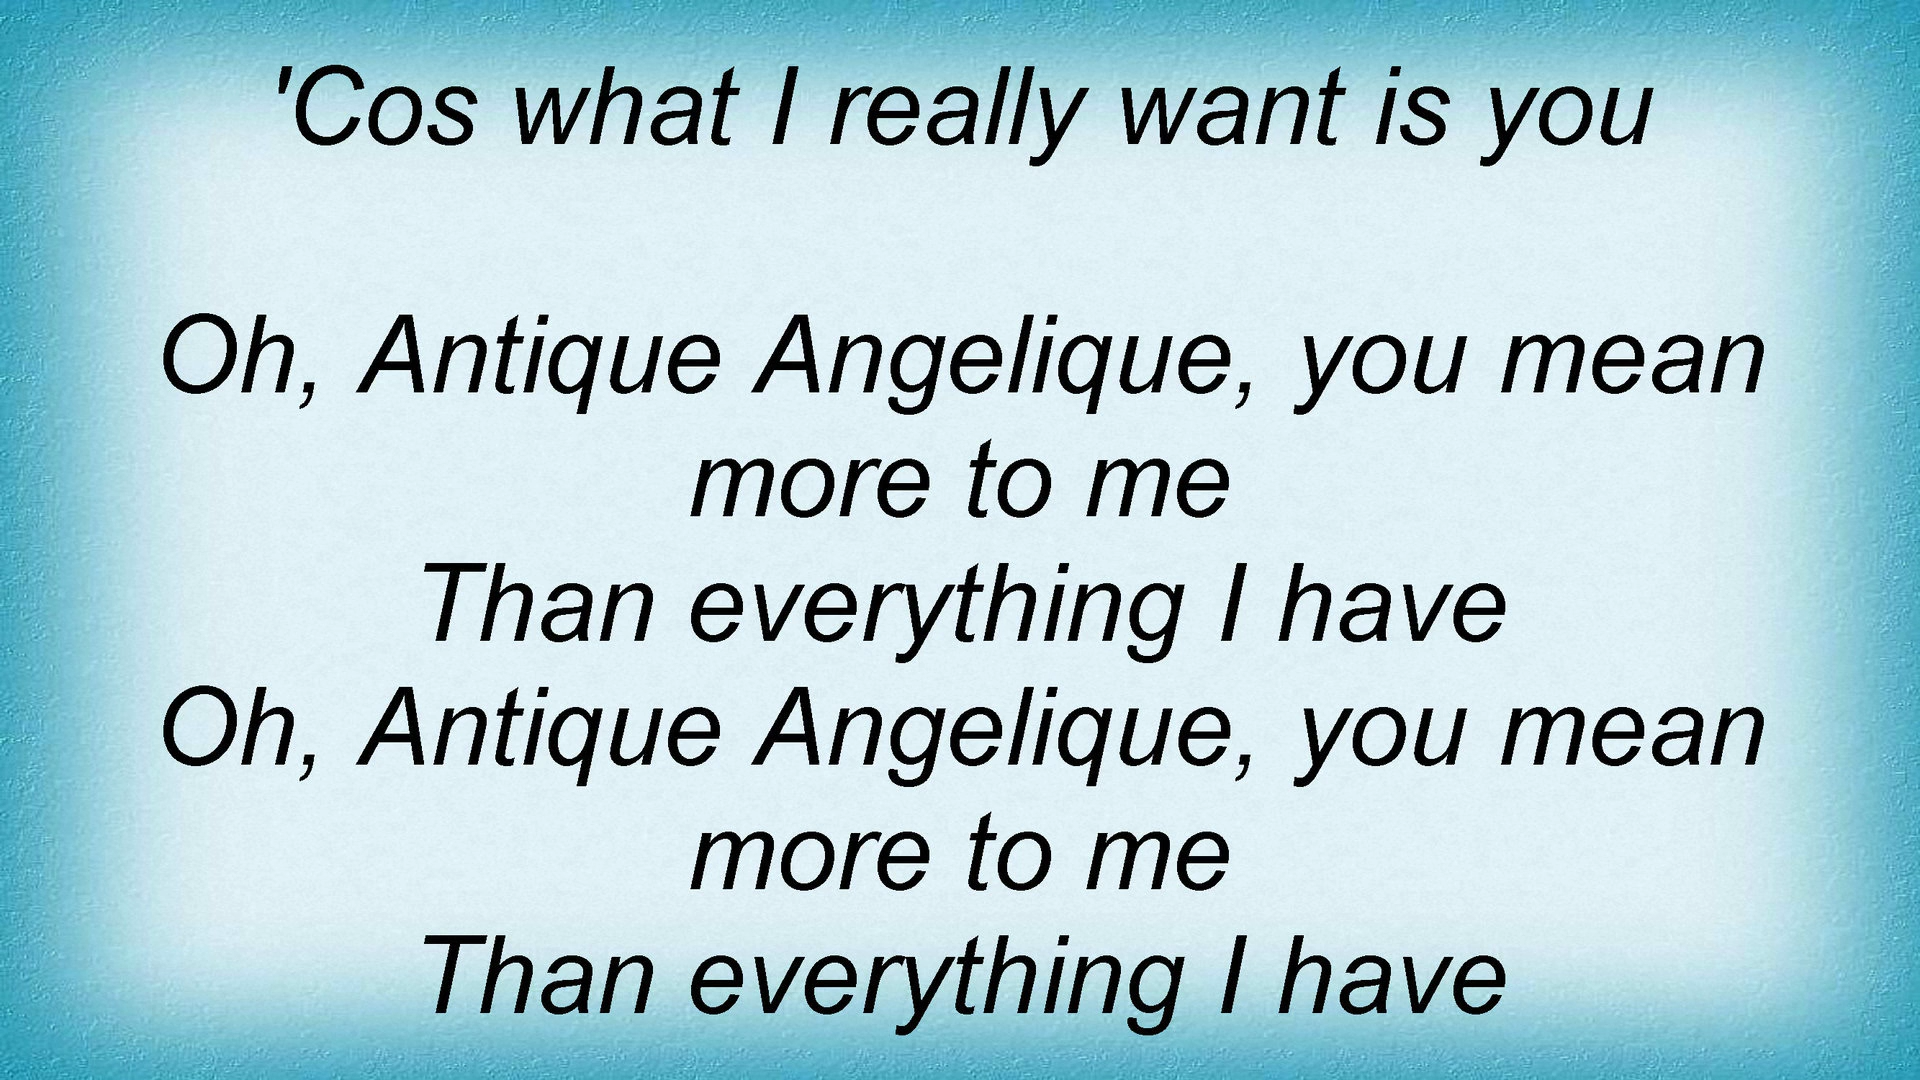 'Cos what I really want is you
Oh, Antique Angelique, you mean
more to me
Than everything I have
Oh, Antique Angelique, you mean
more to me
Than everything I have